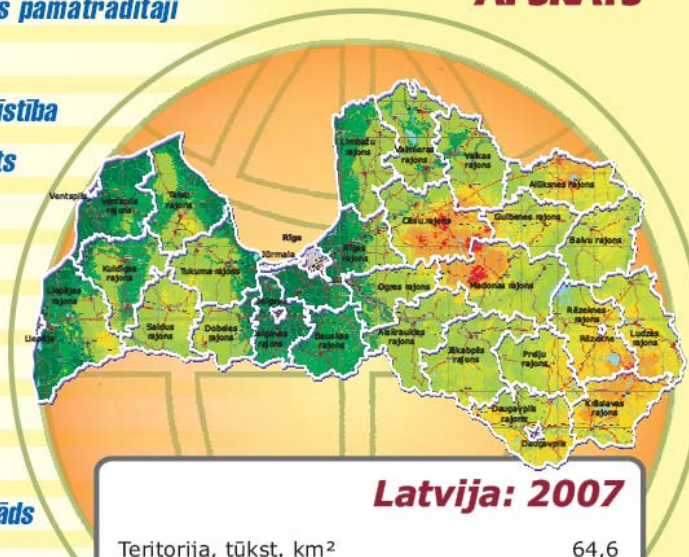 s pamatrādītāji
APSKATS
īstība
ts
Limbažu rajons
Valmieras rajons
Valkas rajons
Alūksnes rajons
Ventspils
Ventspils rajons
Talsu rajons
Cēsu rajons
Gulbenes rajons
Balvu rajons
Rīga
Rīgas rajons
Jūrmala
Kuldīgas rajons
Tukuma rajons
Liepājas rajons
Ogres rajons
Madonas rajons
Rēzeknes rajons
Ludzas rajons
Rēzekne
Liepāja
Saldus rajons
Dobeles rajons
Jelgavas rajons
Bauskas rajons
Aizkraukles rajons
Jēkabpils rajons
Preiļu rajons
Krāslavas rajons
Daugavpils rajons
Daugavpils
Latvija: 2007
āds
Teritorija, tūkst. km² 64,6